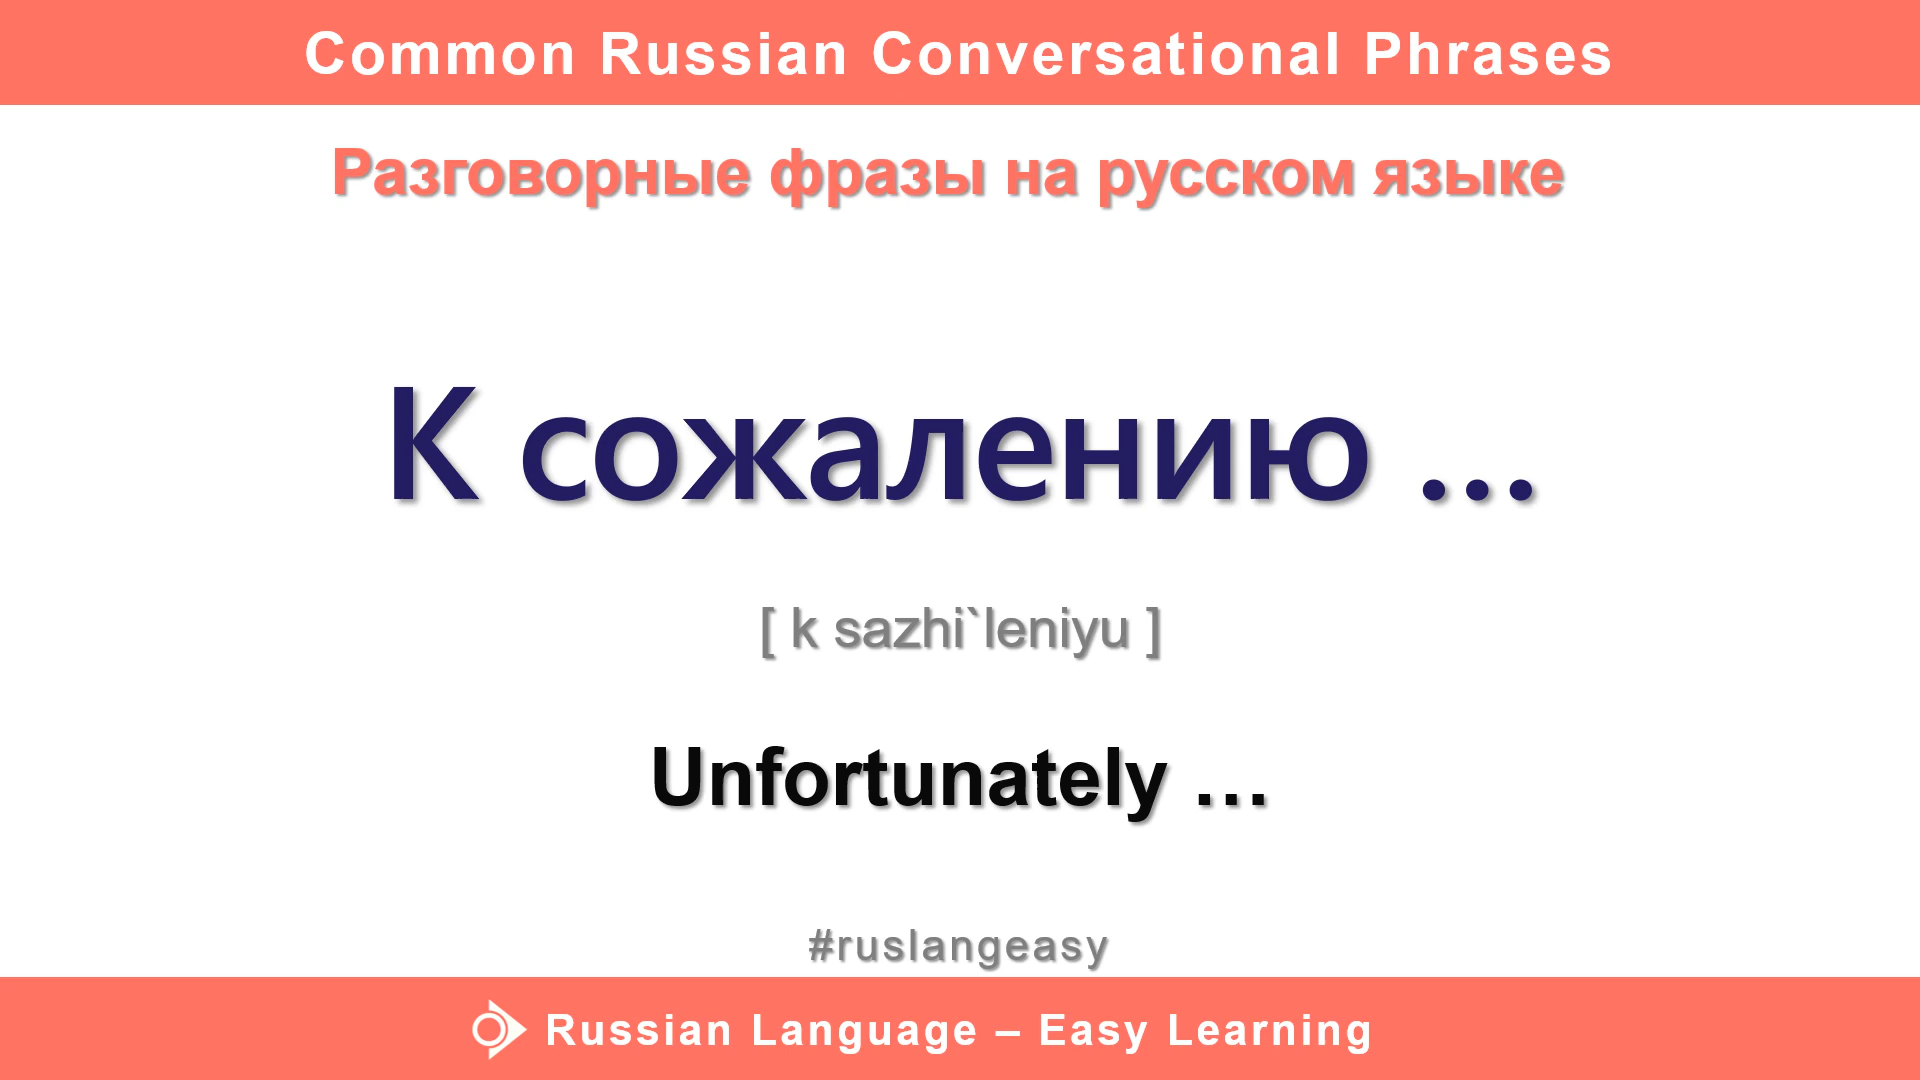 Common Russian Conversational Phrases
Разговорные фразы на русском языке
К сожалению ...
[ k sazhi`leniyu ]
Unfortunately ...
#ruslangeasy
Russian Language – Easy Learning